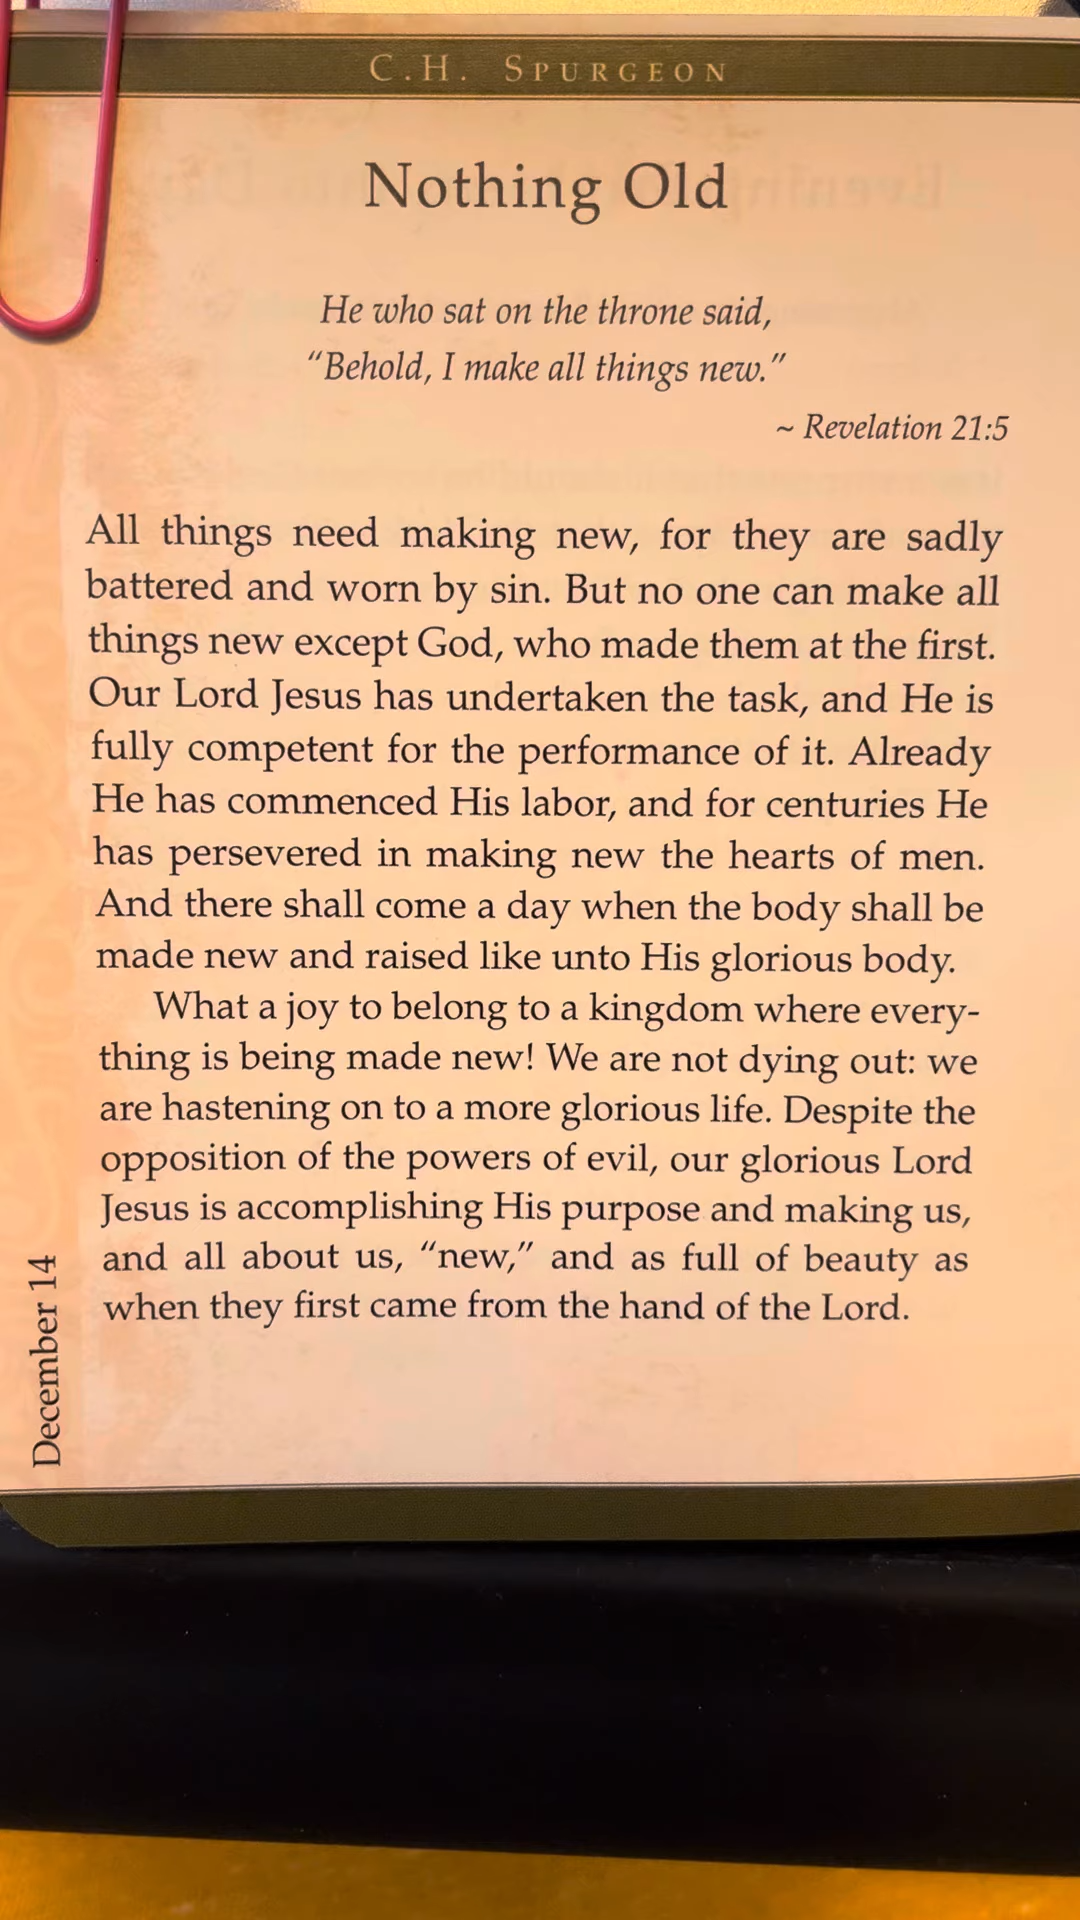 C.H. SPURGEON
Nothing Old
He who sat on the throne said,
“Behold, I make all things new.”
~ Revelation 21:5
All things need making new, for they are sadly
battered and worn by sin. But no one can make all
things new except God, who made them at the first.
Our Lord Jesus has undertaken the task, and He is
fully competent for the performance of it. Already
He has commenced His labor, and for centuries He
has persevered in making new the hearts of men.
And there shall come a day when the body shall be
made new and raised like unto His glorious body.
What a joy to belong to a kingdom where every-
thing is being made new! We are not dying out: we
are hastening on to a more glorious life. Despite the
opposition of the powers of evil, our glorious Lord
Jesus is accomplishing His purpose and making us,
and all about us, “new,” and as full of beauty as
when they first came from the hand of the Lord.
December 14